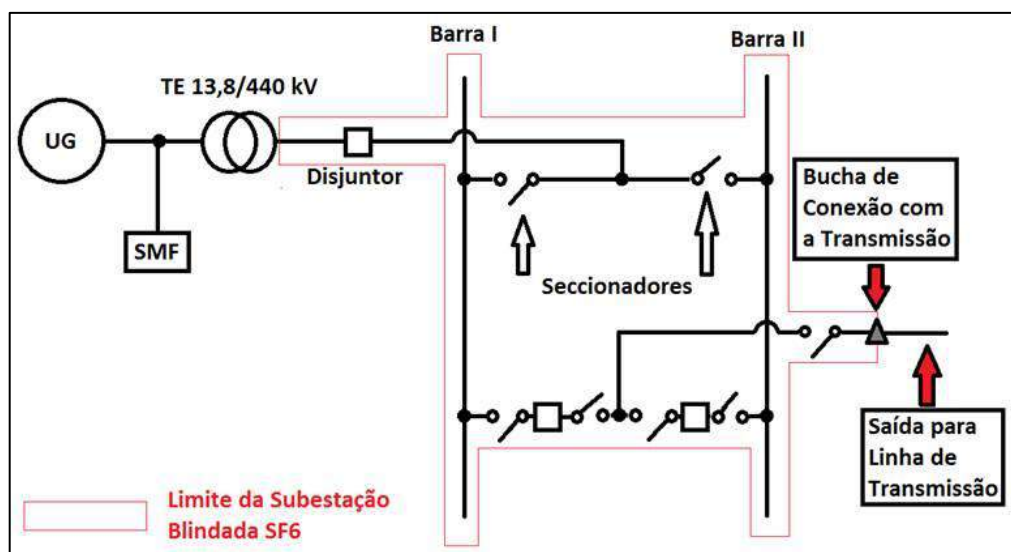 Barra I
Barra II
TE 13,8/440 kV
UG
Disjuntor
SMF
Seccionadores
Bucha de
Conexão com
a Transmissão
Saída para
Linha de
Transmissão
Limite da Subestação
Blindada SF6